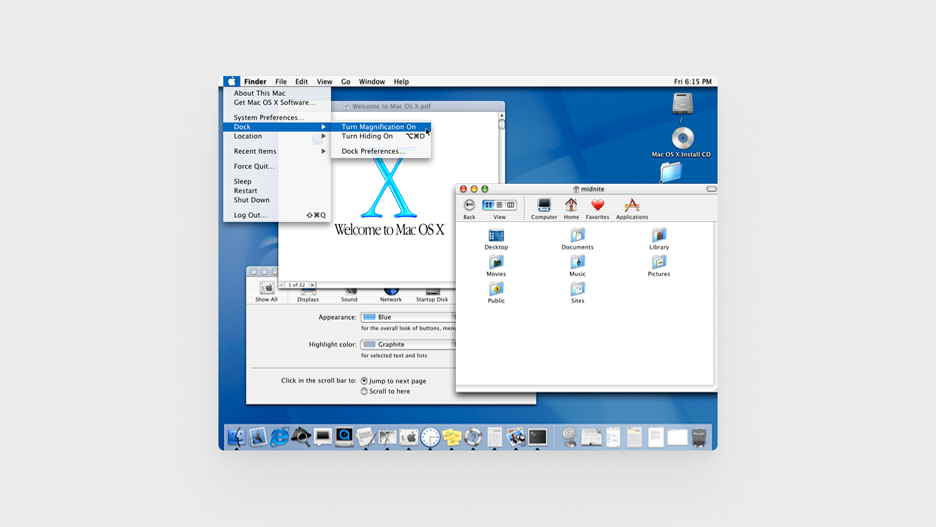 Finder File Edit View Go Window Help
Fri 6:15 PM
About This Mac
Get Mac OS X Software...
System Preferences...
Dock
Location
Recent Items
Force Quit...
Sleep
Restart
Shut Down
Log Out... ⇧⌘Q
Turn Magnification On
Turn Hiding On ⌥⌘D
Dock Preferences...
Welcome to Mac OS X.pdf
X
Welcome to Mac OS X
1 of 32
/
Mac OS X Install CD
midnite
Back View Computer Home Favorites Applications
Desktop Documents Library
Movies Music Pictures
Public Sites
Show All Displays Sound Network Startup Disk
Appearance: Blue
for the overall look of buttons, menu
Highlight color: Graphite
for selected text and lists
Click in the scroll bar to: Jump to next page
Scroll to here